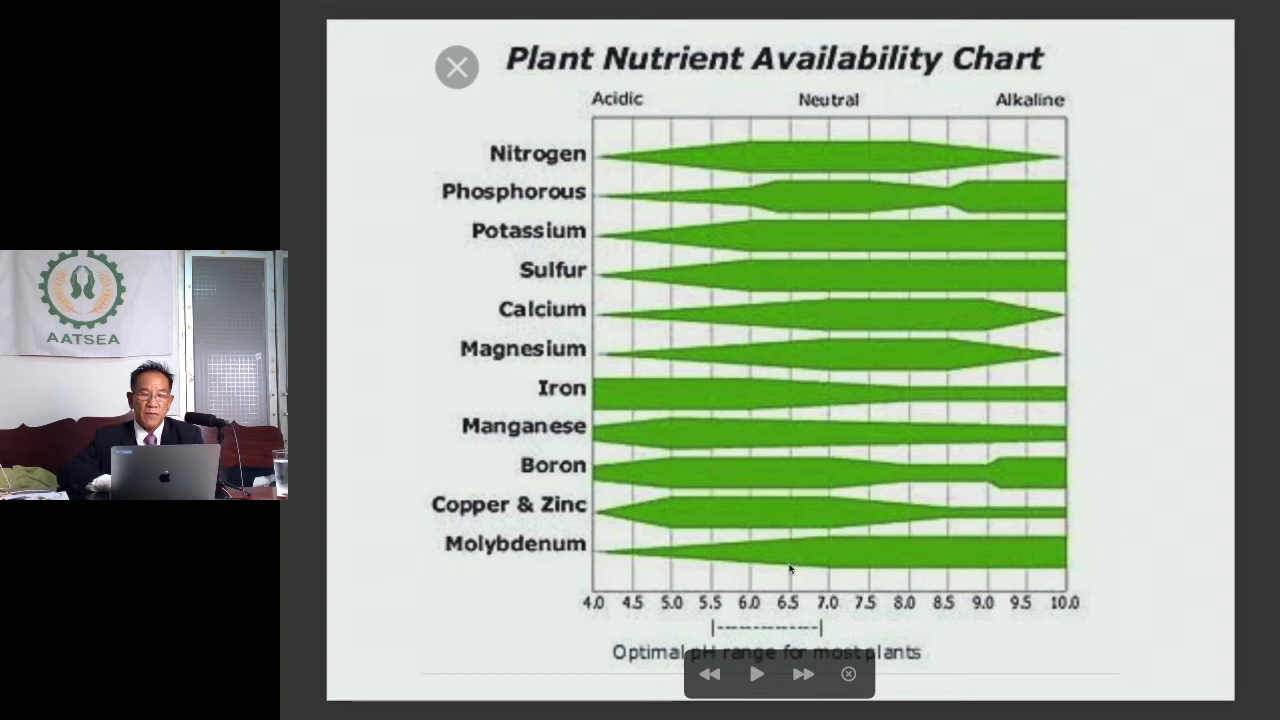 Plant Nutrient Availability Chart
Acidic Neutral Alkaline
Nitrogen
Phosphorous
Potassium
Sulfur
Calcium
Magnesium
Iron
Manganese
Boron
Copper & Zinc
Molybdenum
4.0 4.5 5.0 5.5 6.0 6.5 7.0 7.5 8.0 8.5 9.0 9.5 10.0
Optimal pH range for most plants
AATSEA